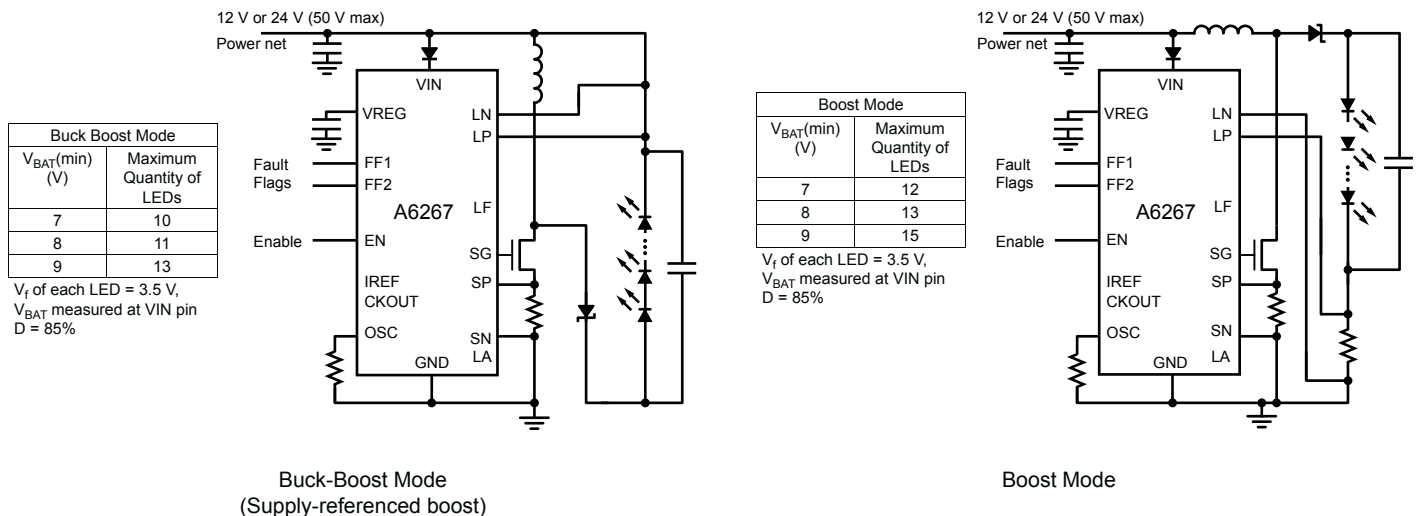 12 V or 24 V (50 V max)
Power net
VIN
VREG
LN
LP
Fault
Flags
FF1
FF2
A6267
LF
Enable
EN
SG
IREF
SP
CKOUT
OSC
SN
LA
GND
Buck Boost Mode
VBAT(min)
(V)
Maximum
Quantity of
LEDs
7 10
8 11
9 13
Vf of each LED = 3.5 V,
VBAT measured at VIN pin
D = 85%
Buck-Boost Mode
(Supply-referenced boost)
12 V or 24 V (50 V max)
Power net
VIN
VREG
LN
LP
Fault
Flags
FF1
FF2
A6267
LF
Enable
EN
SG
IREF
SP
CKOUT
OSC
SN
LA
GND
Boost Mode
VBAT(min)
(V)
Maximum
Quantity of
LEDs
7 12
8 13
9 15
Vf of each LED = 3.5 V,
VBAT measured at VIN pin
D = 85%
Boost Mode